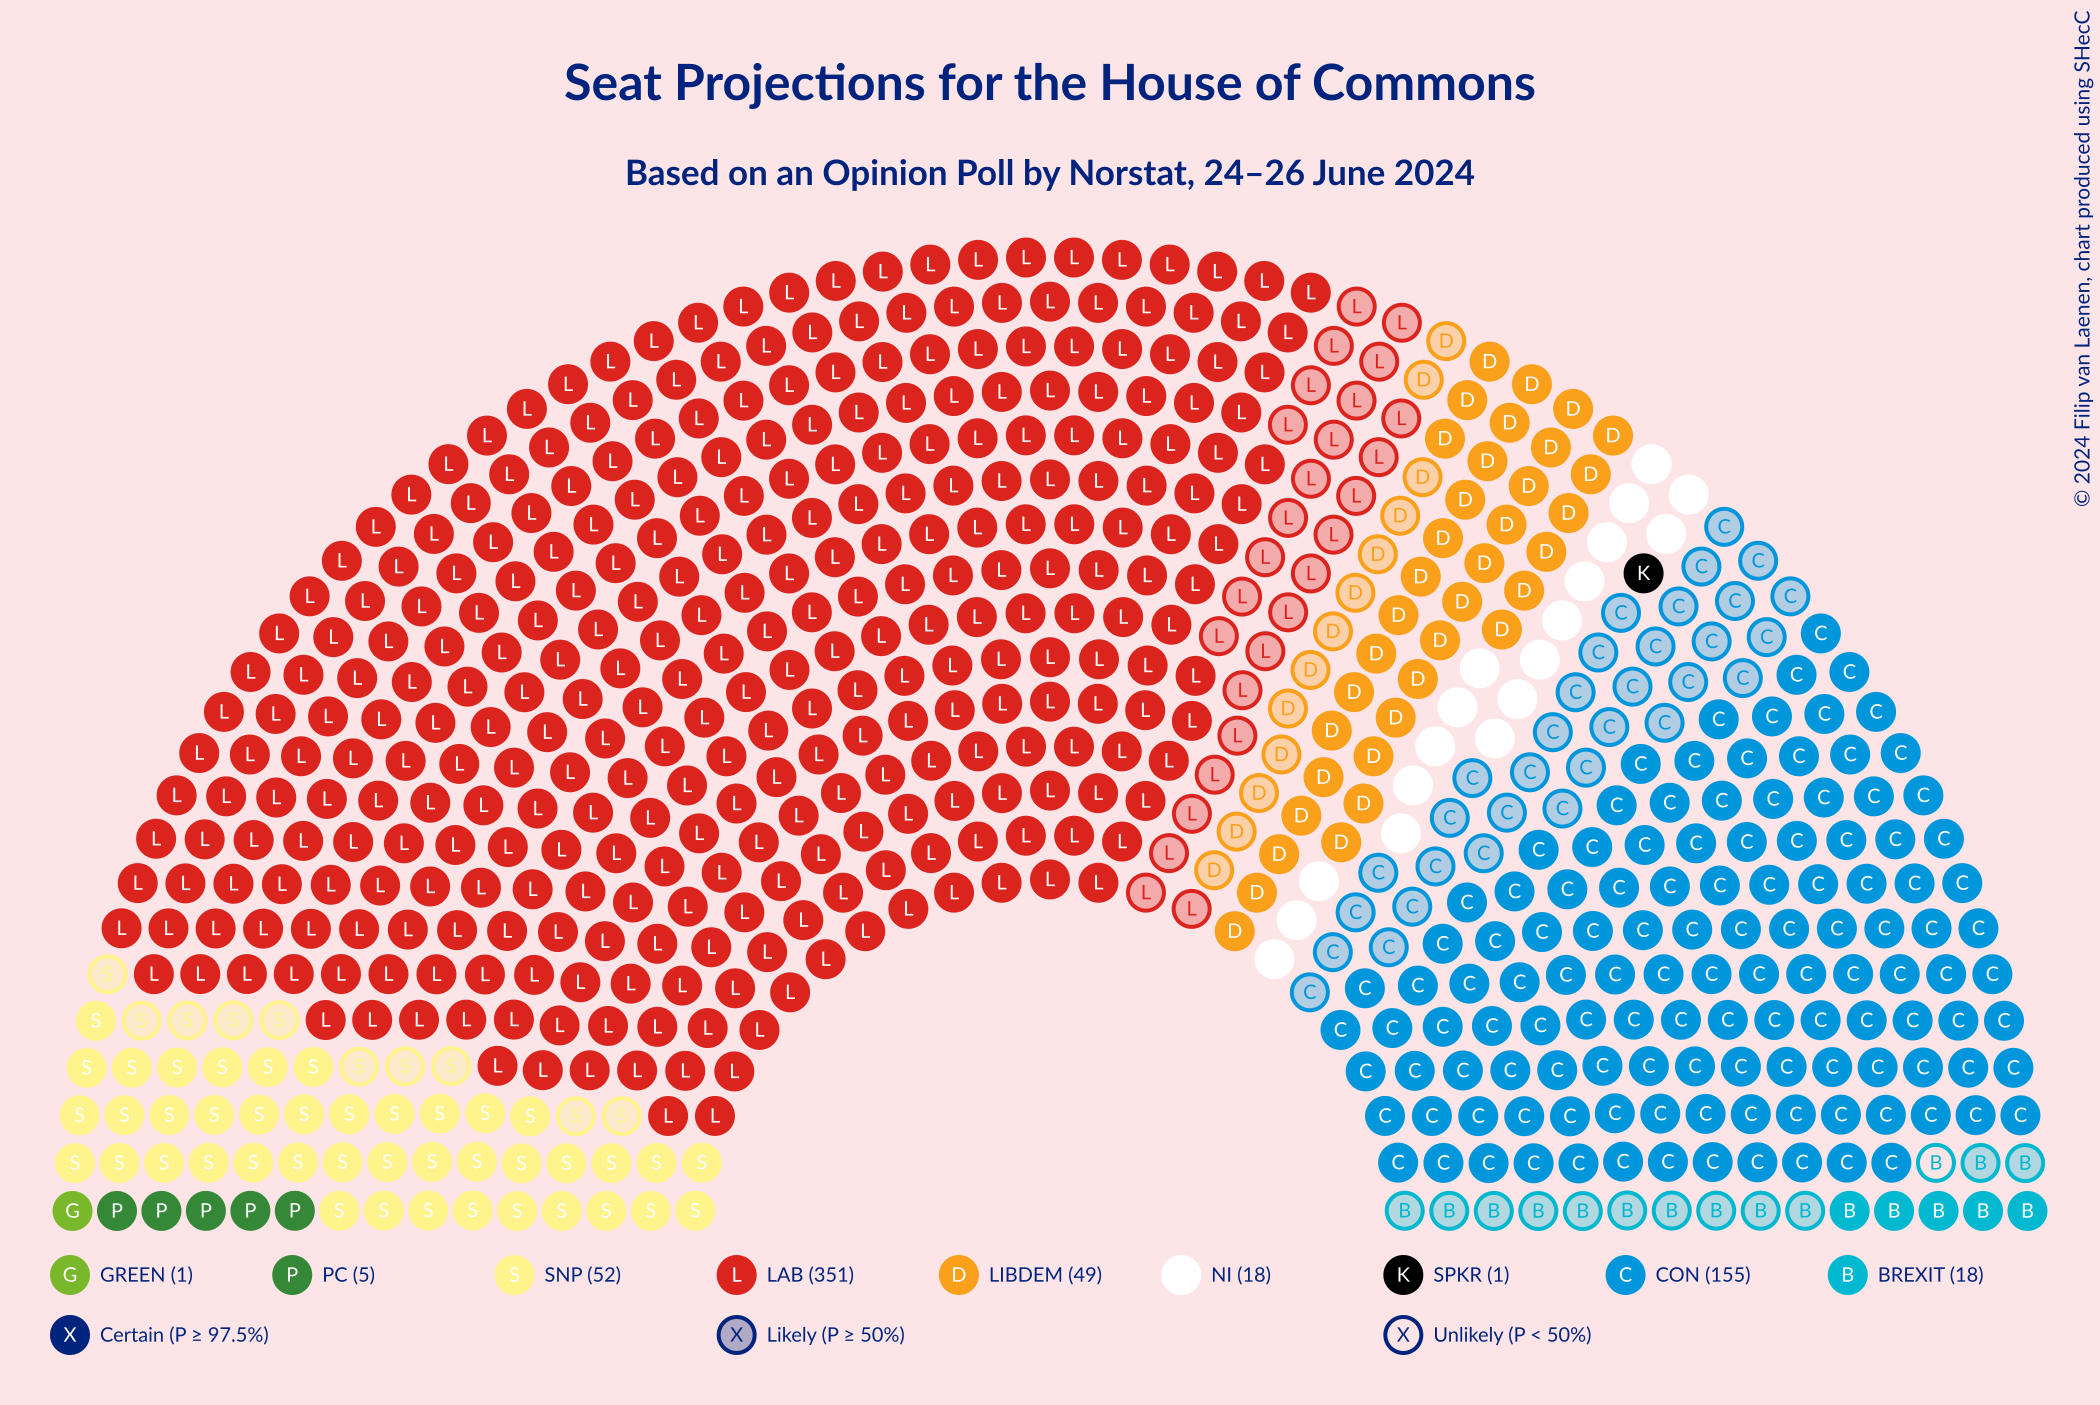 Seat Projections for the House of Commons
Based on an Opinion Poll by Norstat, 24–26 June 2024
© 2024 Filip van Laenen, chart produced using SHecC
G GREEN (1) P PC (5) S SNP (52) L LAB (351) D LIBDEM (49) NI (18) K SPKR (1) C CON (155) B BREXIT (18)
X Certain (P ≥ 97.5%) X Likely (P ≥ 50%) X Unlikely (P < 50%)